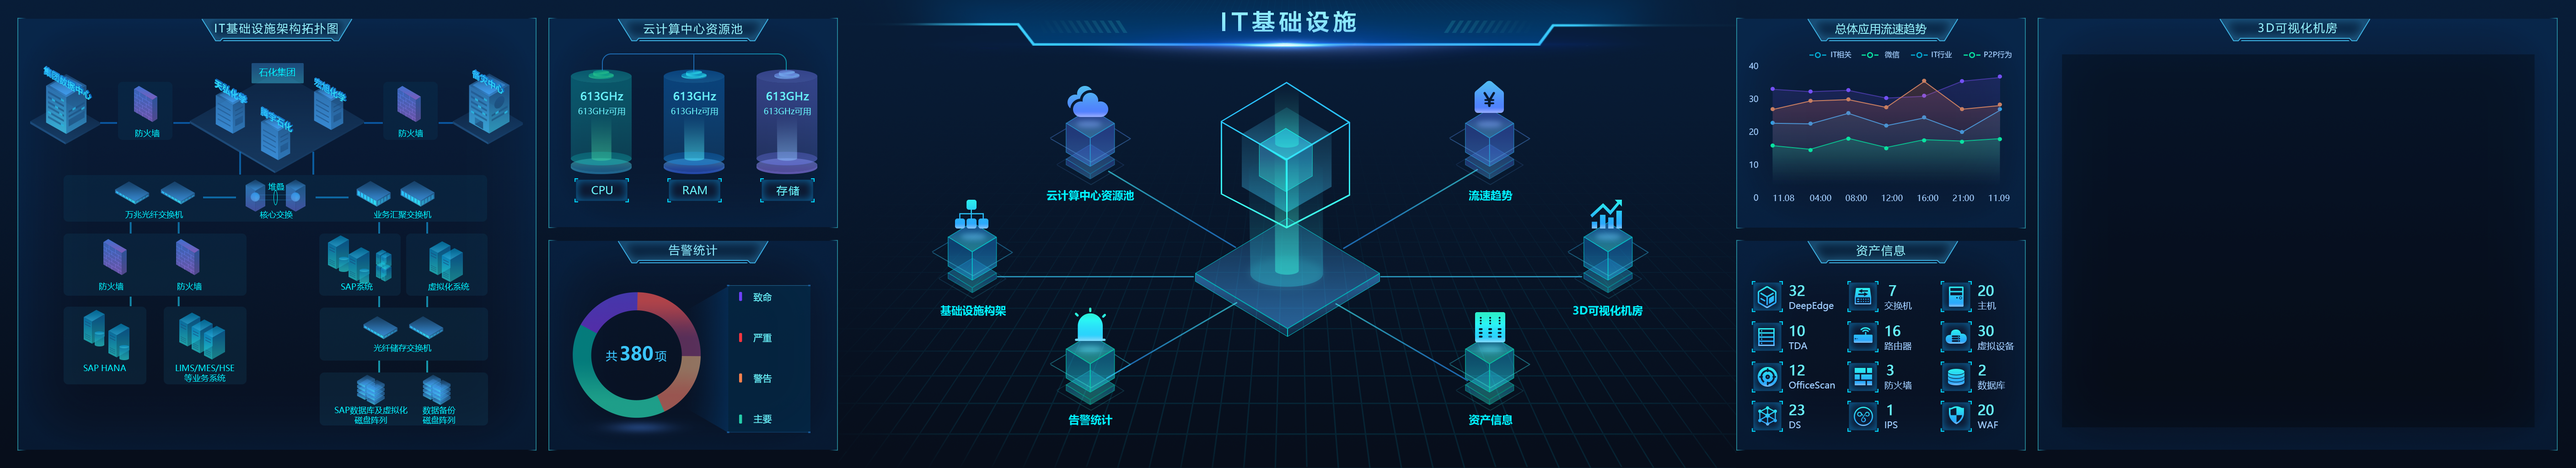 IT基础设施架构拓扑图
石化集团
集团数据中心
备灾中心
防火墙
防火墙
堆叠
万兆光纤交换机
核心交换
业务汇聚交换机
防火墙
防火墙
SAP系统
虚拟化系统
光纤储存交换机
SAP HANA
LIMS/MES/HSE
等业务系统
SAP数据库及虚拟化
磁盘阵列
数据备份
磁盘阵列
云计算中心资源池
613GHz
613GHz可用
613GHz
613GHz可用
613GHz
613GHz可用
CPU
RAM
存储
告警统计
共380项
致命
严重
警告
主要
IT基础设施
云计算中心资源池
流速趋势
基础设施构架
3D可视化机房
告警统计
资产信息
总体应用流速趋势
IT相关
微信
IT行业
P2P行为
40
30
20
10
0
11.08
04:00
08:00
12:00
16:00
21:00
11.09
资产信息
32
DeepEdge
7
交换机
20
主机
10
TDA
16
路由器
30
虚拟设备
12
OfficeScan
3
防火墙
2
数据库
23
DS
1
IPS
20
WAF
3D可视化机房